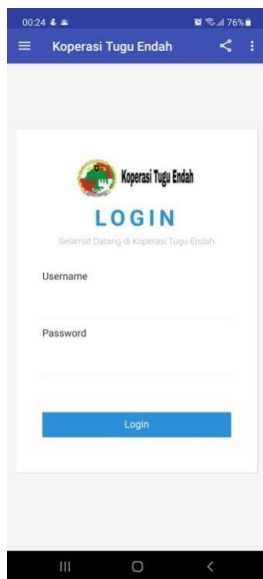 00:24
76%
Koperasi Tugu Endah
Koperasi Tugu Endah
LOGIN
Selamat Datang di Koperasi Tugu Endah
Username
Password
Login